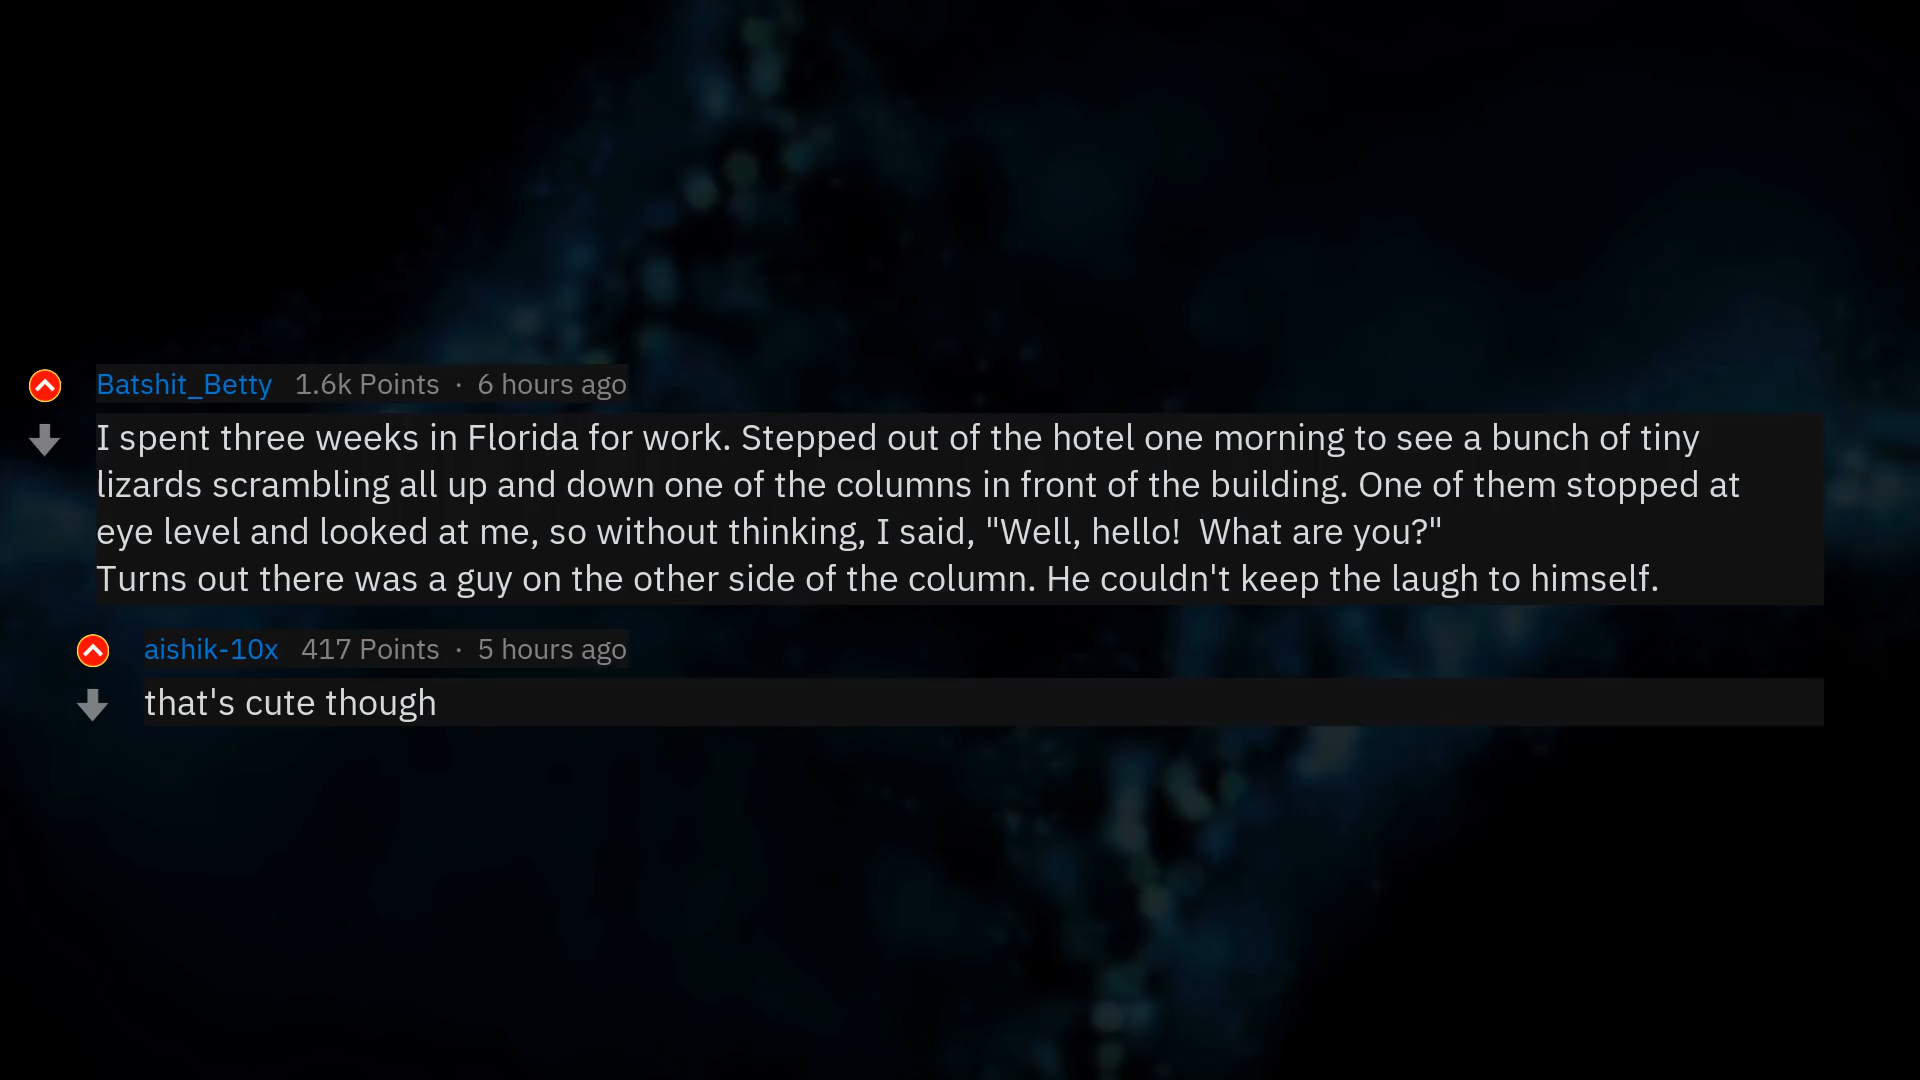 Batshit_Betty 1.6k Points · 6 hours ago
I spent three weeks in Florida for work. Stepped out of the hotel one morning to see a bunch of tiny
lizards scrambling all up and down one of the columns in front of the building. One of them stopped at
eye level and looked at me, so without thinking, I said, "Well, hello!  What are you?"
Turns out there was a guy on the other side of the column. He couldn't keep the laugh to himself.
aishik-10x 417 Points · 5 hours ago
that's cute though